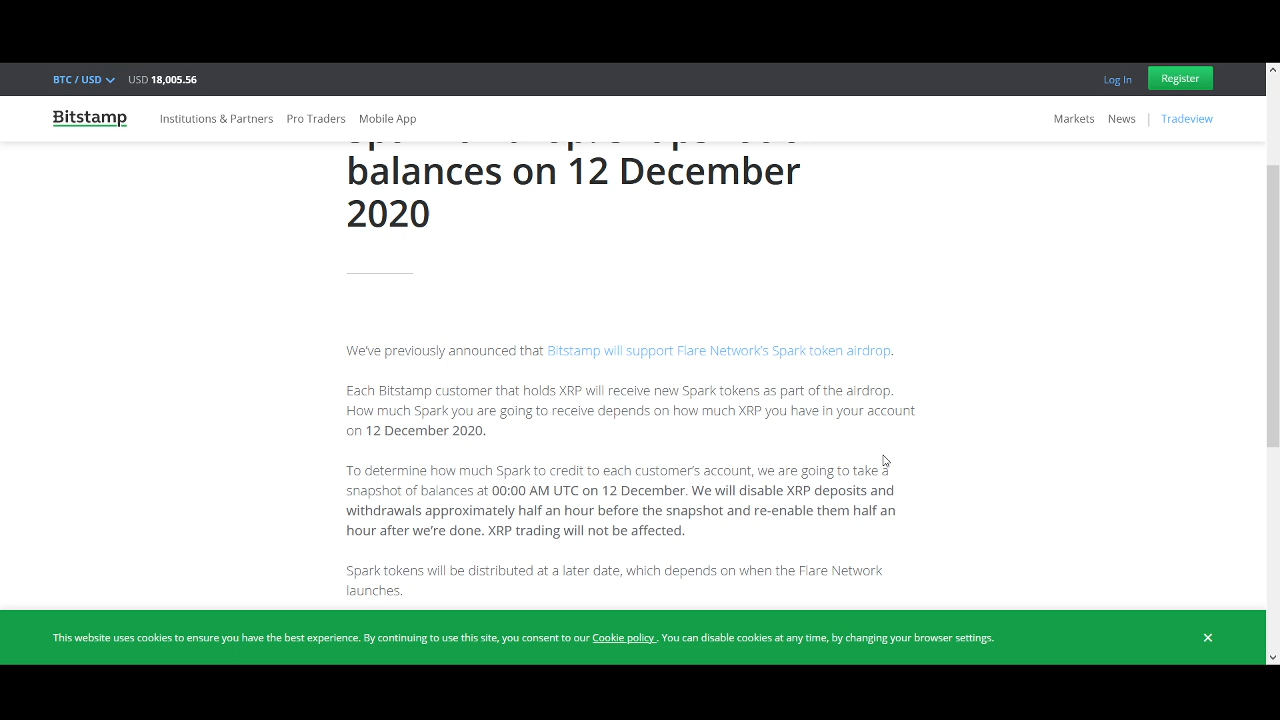 BTC / USD USD 18,005.56 Log In Register
Bitstamp Institutions & Partners Pro Traders Mobile App Markets News | Tradeview
balances on 12 December
2020
We've previously announced that Bitstamp will support Flare Network's Spark token airdrop.
Each Bitstamp customer that holds XRP will receive new Spark tokens as part of the airdrop.
How much Spark you are going to receive depends on how much XRP you have in your account
on 12 December 2020.
To determine how much Spark to credit to each customer's account, we are going to take a
snapshot of balances at 00:00 AM UTC on 12 December. We will disable XRP deposits and
withdrawals approximately half an hour before the snapshot and re-enable them half an
hour after we're done. XRP trading will not be affected.
Spark tokens will be distributed at a later date, which depends on when the Flare Network
launches.
This website uses cookies to ensure you have the best experience. By continuing to use this site, you consent to our Cookie policy . You can disable cookies at any time, by changing your browser settings. ✕